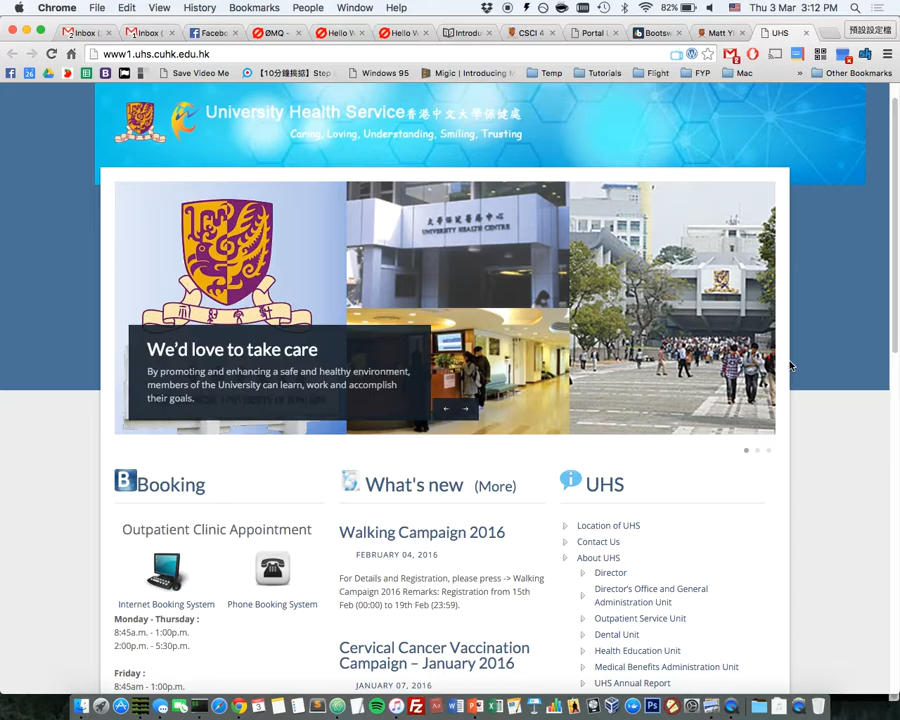 Chrome File Edit View History Bookmarks People Window Help 82% Thu 3 Mar 3:12 PM
Inbox ( Inbox ( Facebo ØMQ - Hello W Hello W Introdu CSCI 4 Portal | Bootsw Matt Y UHS 預設設定檔
www1.uhs.cuhk.edu.hk
Save Video Me 【10分鐘搞掂】Step Windows 95 Migic | Introducing M Temp Tutorials Flight FYP Mac » Other Bookmarks
University Health Service香港中文大學保健處
Caring, Loving, Understanding, Smiling, Trusting
大學保健醫療中心
UNIVERSITY HEALTH CENTRE
We'd love to take care
By promoting and enhancing a safe and healthy environment,
members of the University can learn, work and accomplish
their goals.
Booking
Outpatient Clinic Appointment
Internet Booking System Phone Booking System
Monday - Thursday :
8:45a.m. - 1:00p.m.
2:00p.m. - 5:30p.m.
Friday :
8:45am - 1:00p.m.
What's new (More)
Walking Campaign 2016
FEBRUARY 04, 2016
For Details and Registration, please press -> Walking
Campaign 2016 Remarks: Registration from 15th
Feb (00:00) to 19th Feb (23:59).
Cervical Cancer Vaccination
Campaign – January 2016
JANUARY 07, 2016
UHS
Location of UHS
Contact Us
About UHS
Director
Director's Office and General
Administration Unit
Outpatient Service Unit
Dental Unit
Health Education Unit
Medical Benefits Administration Unit
UHS Annual Report